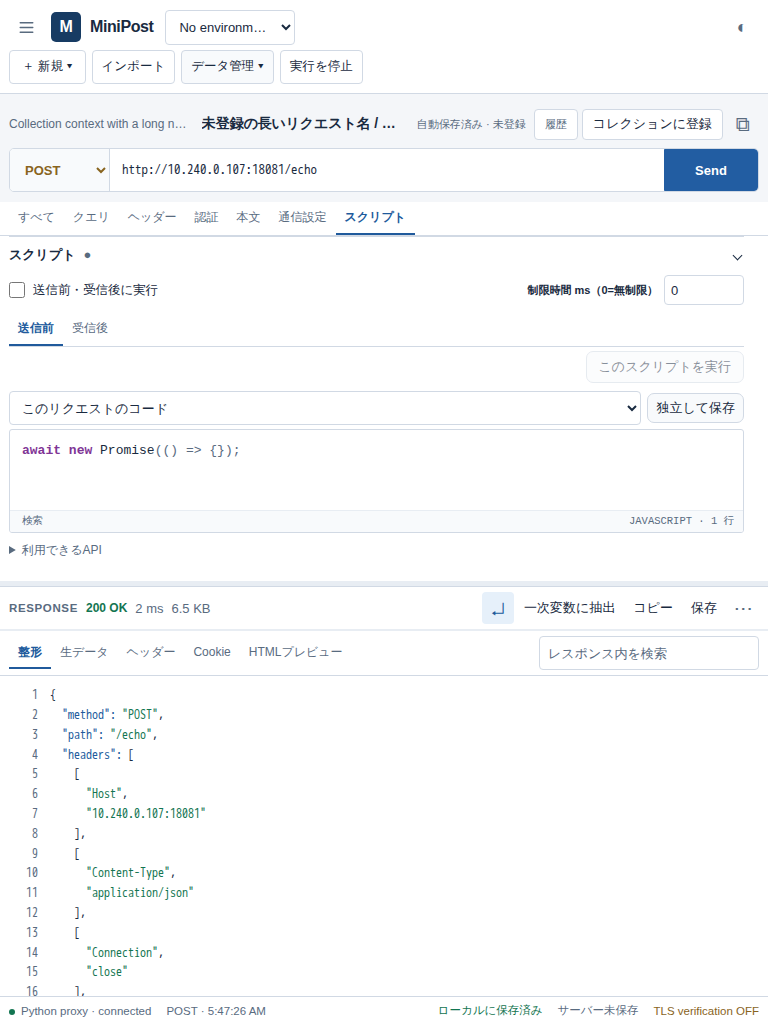 M MiniPost No environm…
＋ 新規 ▾ インポート データ管理 ▾ 実行を停止
Collection context with a long n… 未登録の長いリクエスト名 / … 自動保存済み · 未登録 履歴 コレクションに登録
POST http://10.240.0.107:18081/echo Send
すべて クエリ ヘッダー 認証 本文 通信設定 スクリプト
スクリプト ●
送信前・受信後に実行 制限時間 ms（0=無制限） 0
送信前 受信後
このスクリプトを実行
このリクエストのコード 独立して保存
await new Promise(() => {});
検索 JAVASCRIPT · 1 行
▶ 利用できるAPI
RESPONSE 200 OK 2 ms 6.5 KB 一次変数に抽出 コピー 保存 ···
整形 生データ ヘッダー Cookie HTMLプレビュー レスポンス内を検索
1 {
2 "method": "POST",
3 "path": "/echo",
4 "headers": [
5 [
6 "Host",
7 "10.240.0.107:18081"
8 ],
9 [
10 "Content-Type",
11 "application/json"
12 ],
13 [
14 "Connection",
15 "close"
16 ],
Python proxy · connected POST · 5:47:26 AM ローカルに保存済み サーバー未保存 TLS verification OFF